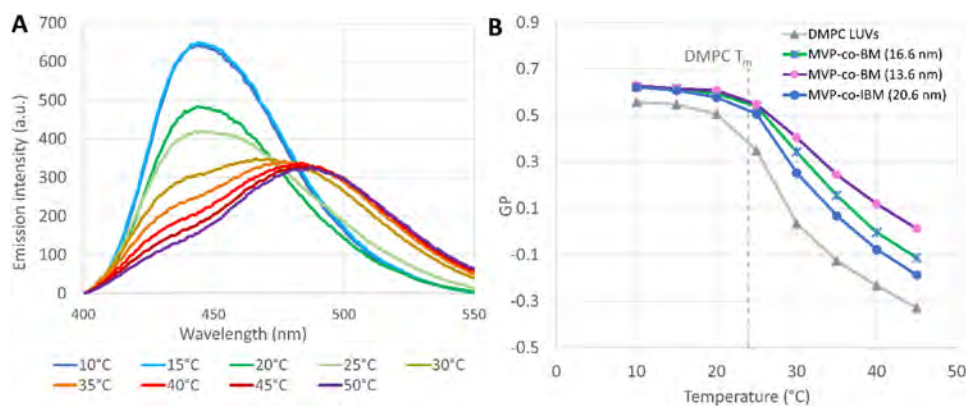 A
Emission intensity (a.u.)
700
600
500
400
300
200
100
0
400
450
500
550
Wavelength (nm)
10°C
15°C
20°C
25°C
30°C
35°C
40°C
45°C
50°C
B
GP
0.9
0.7
0.5
0.3
0.1
-0.1
-0.3
-0.5
0
10
20
30
40
50
Temperature (°C)
DMPC Tm
DMPC LUVs
MVP-co-BM (16.6 nm)
MVP-co-BM (13.6 nm)
MVP-co-IBM (20.6 nm)